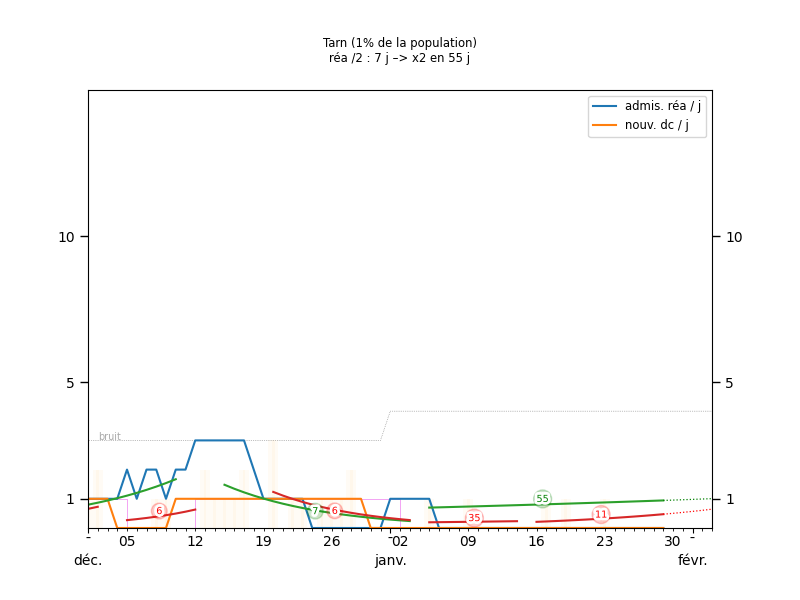 Tarn (1% de la population)
réa /2 : 7 j –> x2 en 55 j
admis. réa / j
nouv. dc / j
10
10
5
5
bruit
1
1
6
7
6
35
55
11
- 05 12 19 26 -02 09 16 23 30 -
déc. janv. févr.